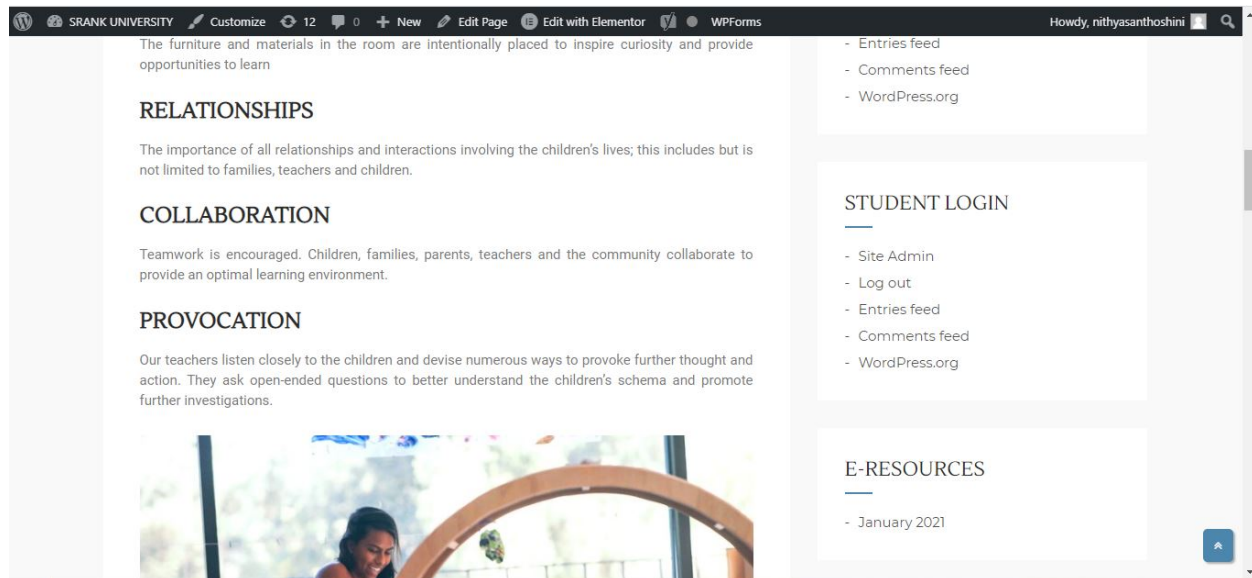 SRANK UNIVERSITY Customize 12 0 New Edit Page Edit with Elementor WPForms Howdy, nithyasanthoshini
The furniture and materials in the room are intentionally placed to inspire curiosity and provide
opportunities to learn
RELATIONSHIPS
The importance of all relationships and interactions involving the children's lives; this includes but is
not limited to families, teachers and children.
COLLABORATION
Teamwork is encouraged. Children, families, parents, teachers and the community collaborate to
provide an optimal learning environment.
PROVOCATION
Our teachers listen closely to the children and devise numerous ways to provoke further thought and
action. They ask open-ended questions to better understand the children's schema and promote
further investigations.
- Entries feed
- Comments feed
- WordPress.org
STUDENT LOGIN
- Site Admin
- Log out
- Entries feed
- Comments feed
- WordPress.org
E-RESOURCES
- January 2021